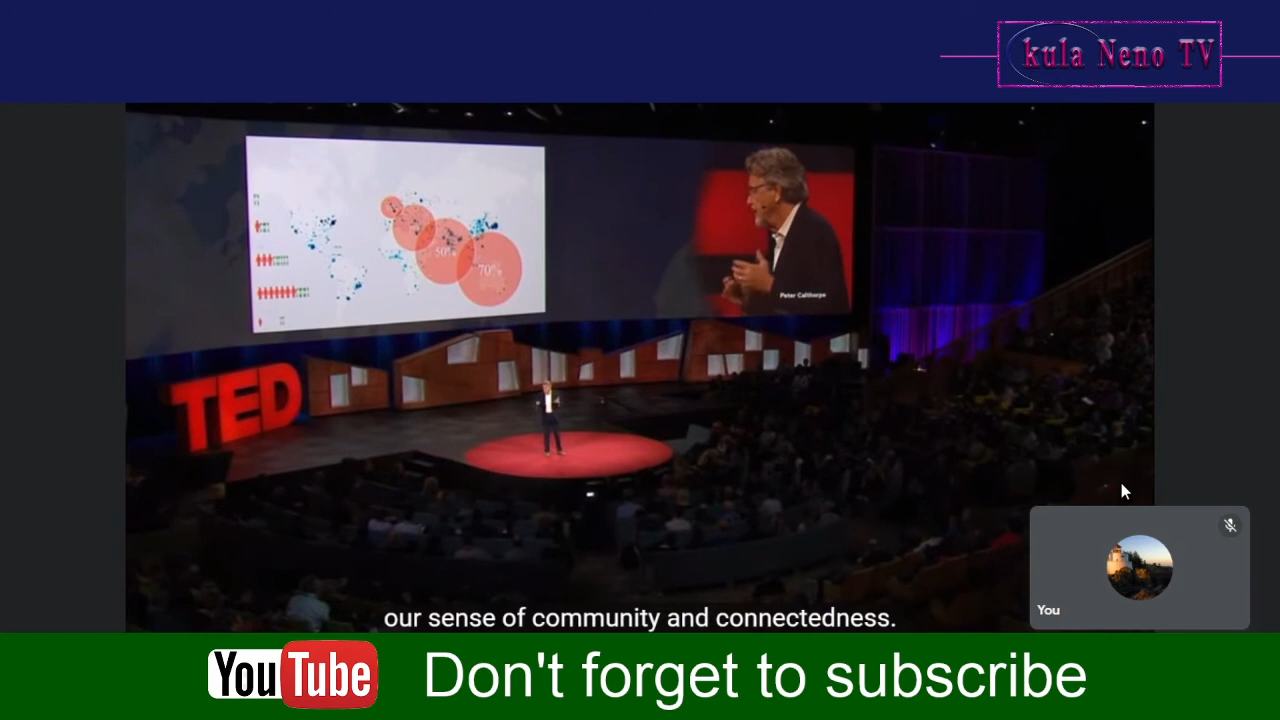 kula Neno TV
50%
70%
Peter Calthorpe
TED
You
our sense of community and connectedness.
YouTube
Don't forget to subscribe